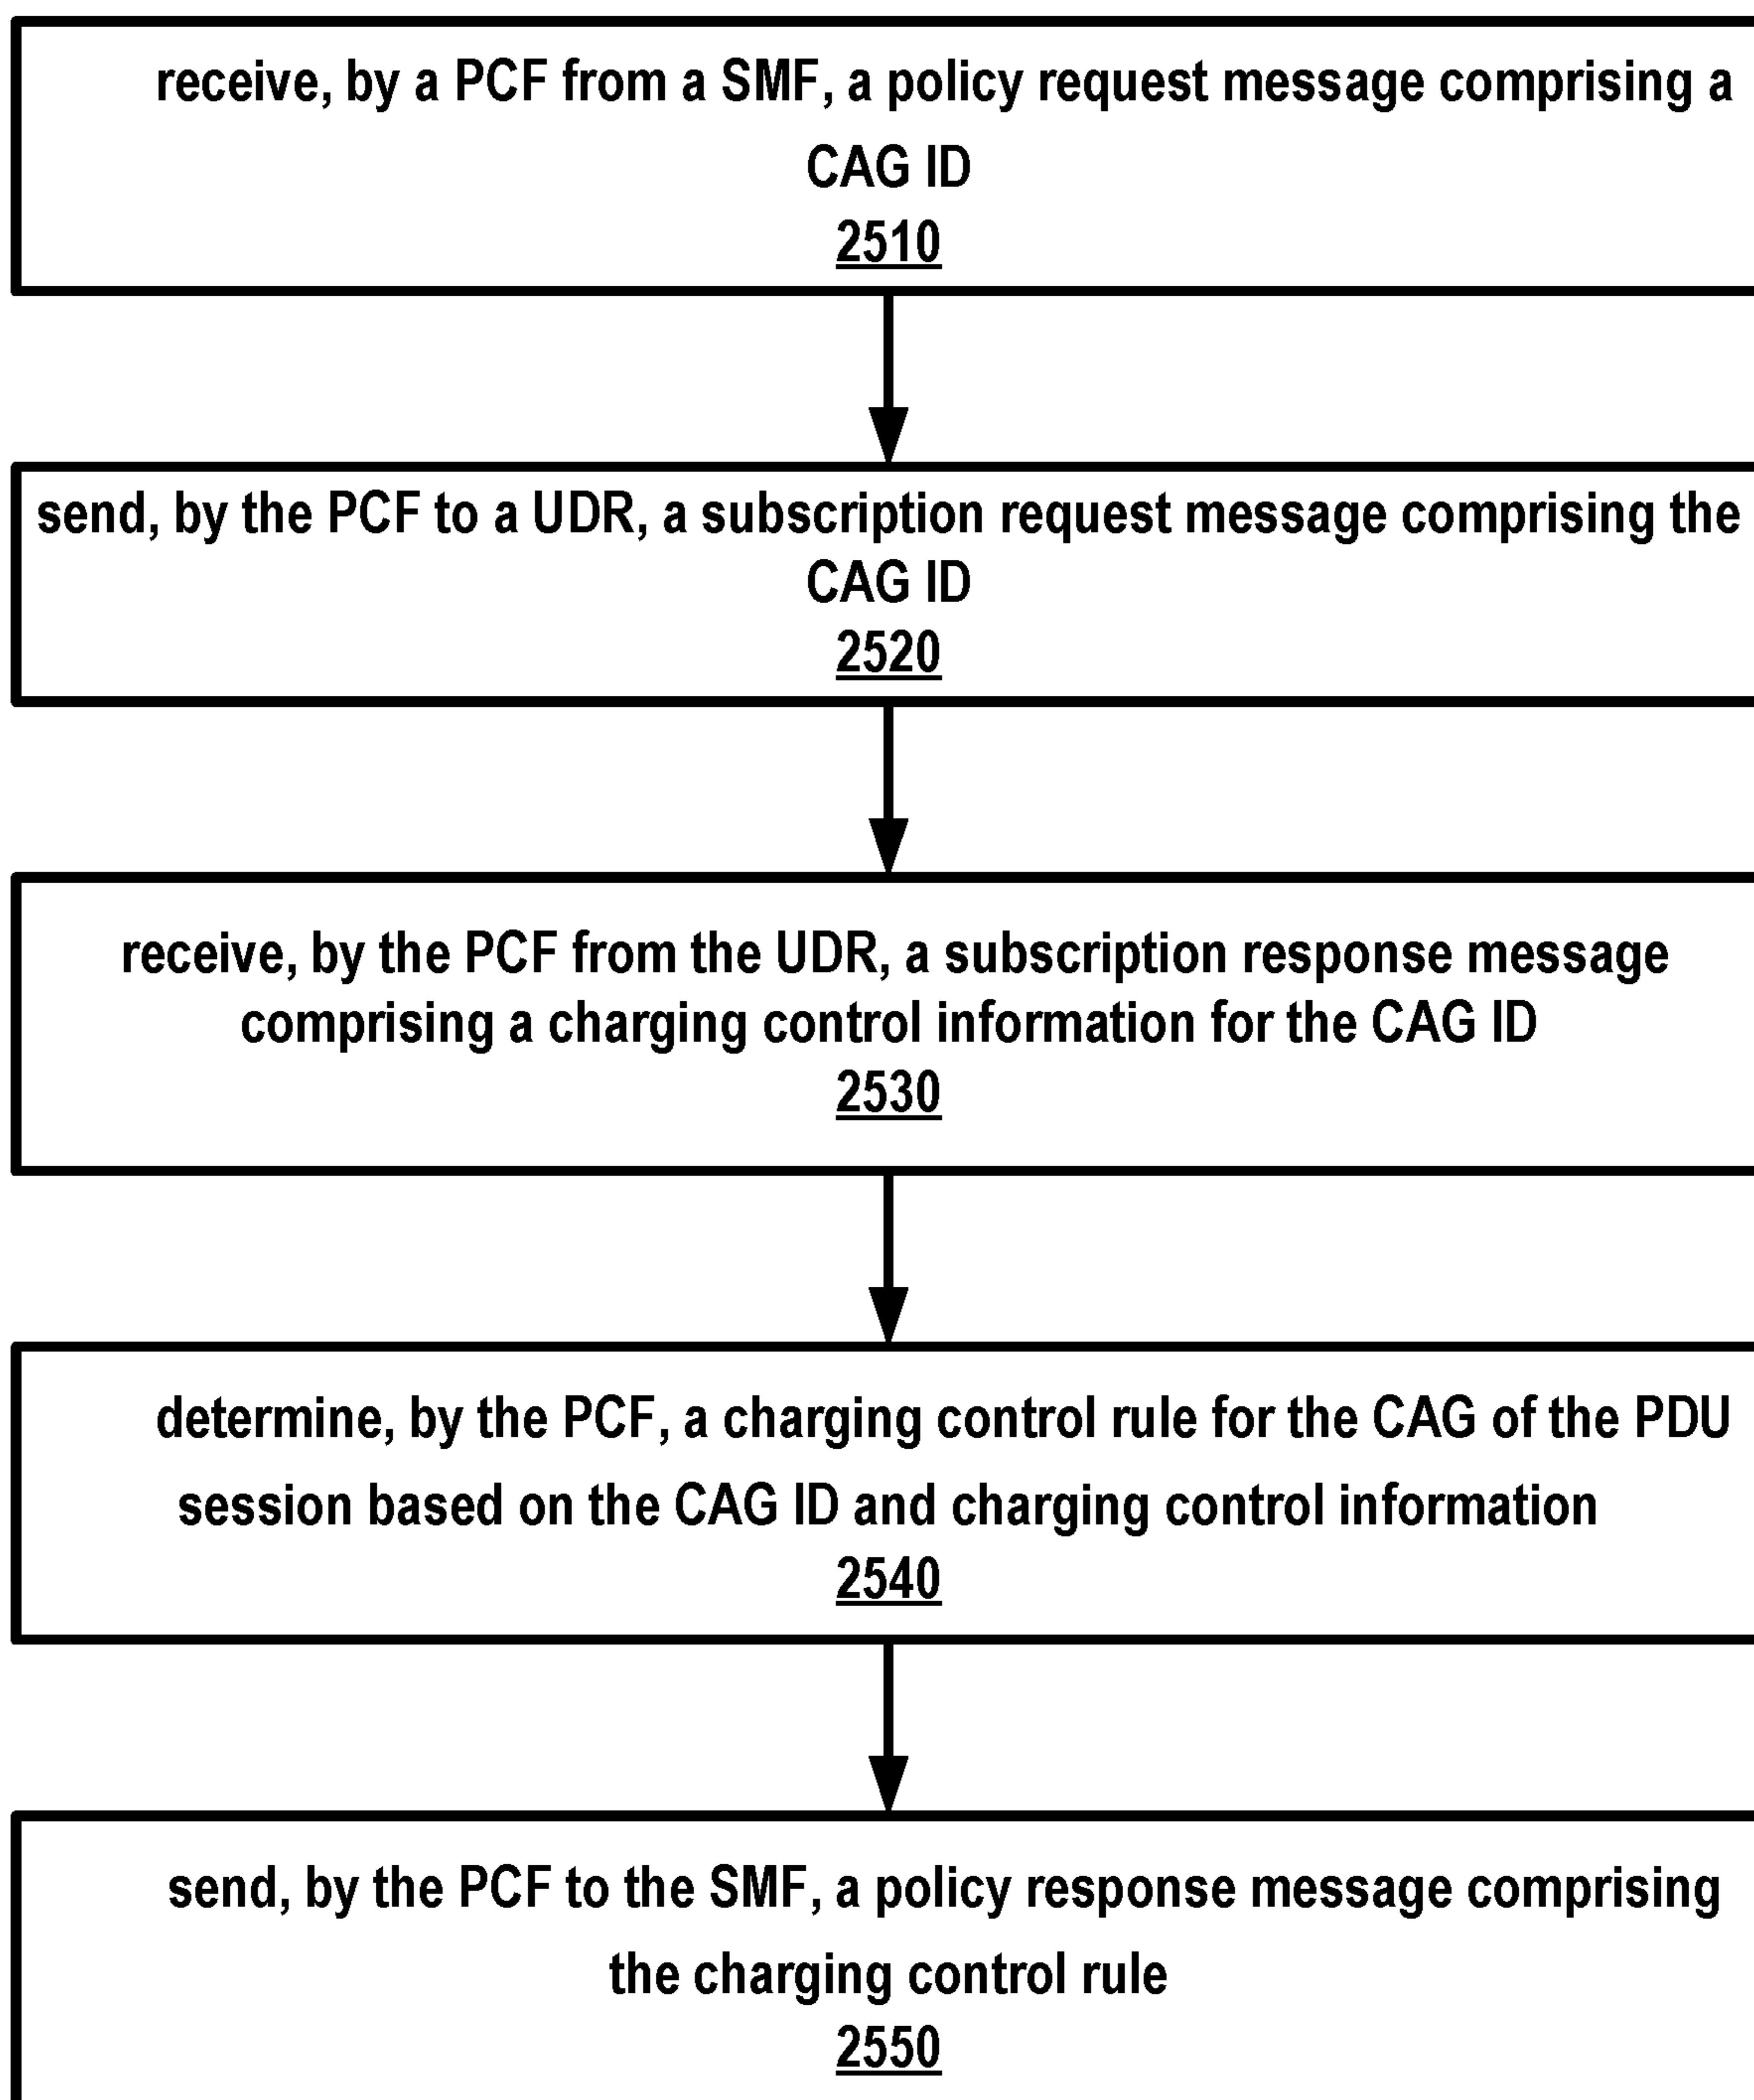 receive, by a PCF from a SMF, a policy request message comprising a
CAG ID
2510
send, by the PCF to a UDR, a subscription request message comprising the
CAG ID
2520
receive, by the PCF from the UDR, a subscription response message
comprising a charging control information for the CAG ID
2530
determine, by the PCF, a charging control rule for the CAG of the PDU
session based on the CAG ID and charging control information
2540
send, by the PCF to the SMF, a policy response message comprising
the charging control rule
2550